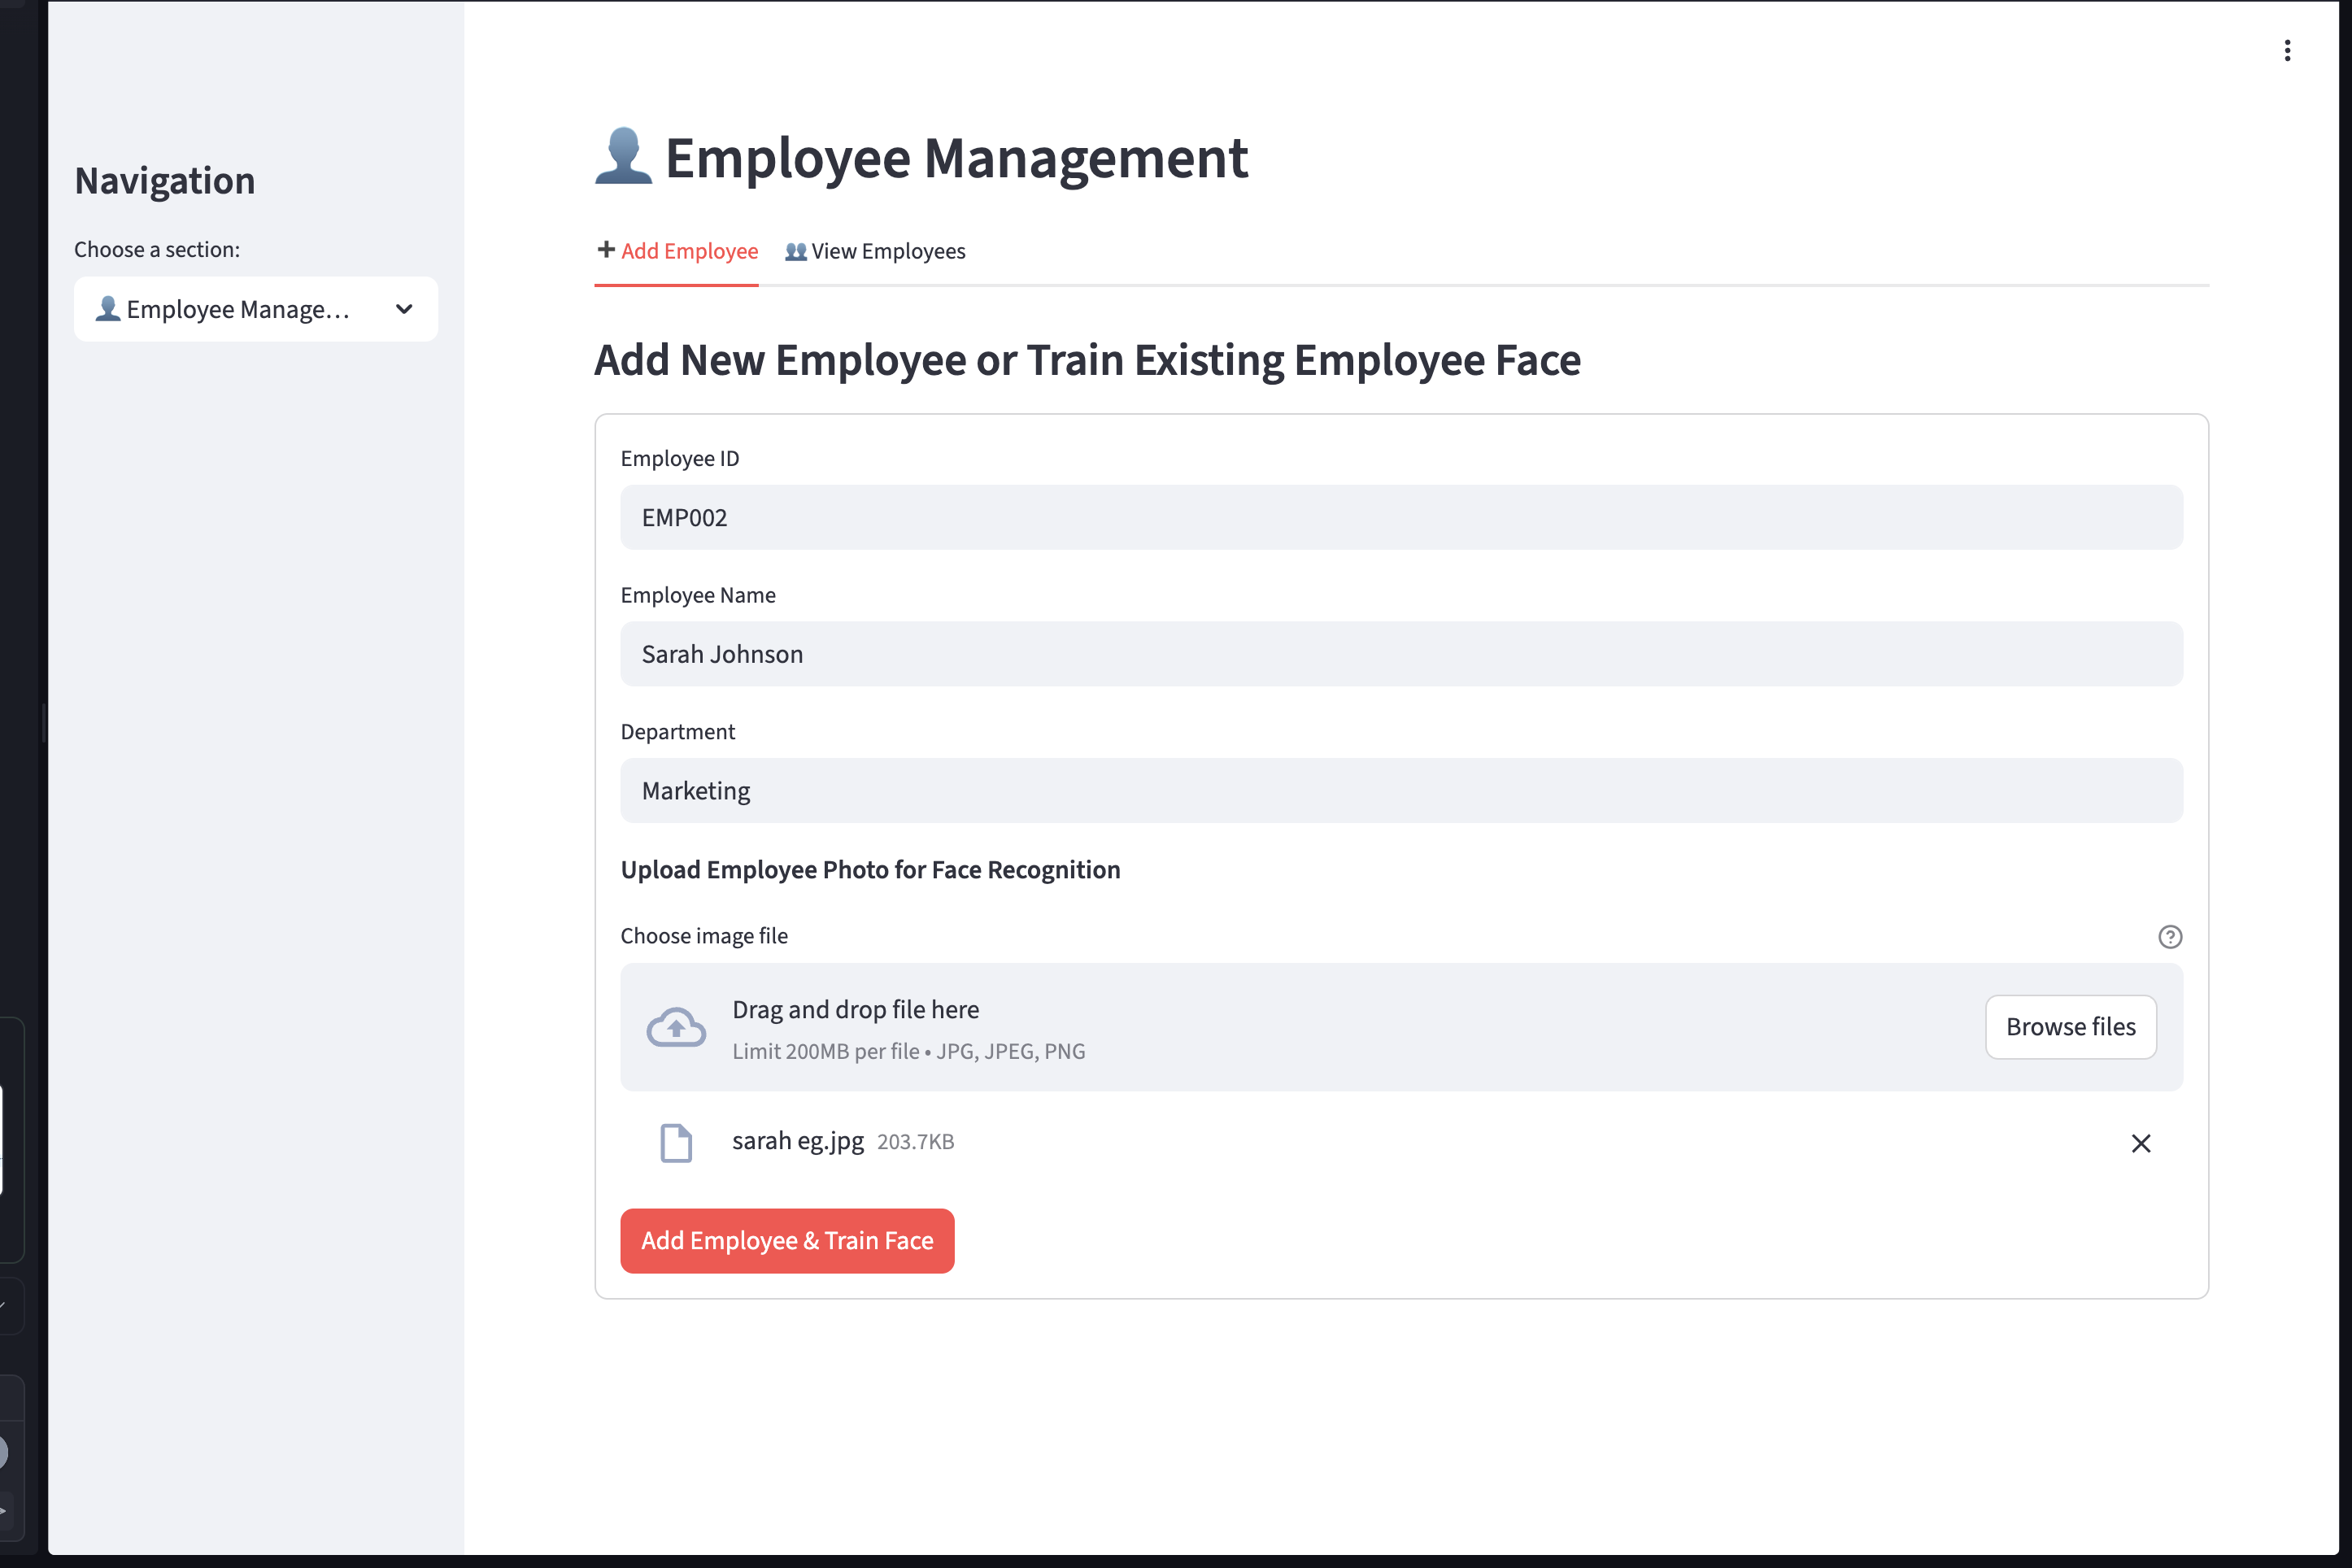 Navigation
Choose a section:
Employee Manage...
Employee Management
Add Employee
View Employees
Add New Employee or Train Existing Employee Face
Employee ID
EMP002
Employee Name
Sarah Johnson
Department
Marketing
Upload Employee Photo for Face Recognition
Choose image file
Drag and drop file here
Limit 200MB per file • JPG, JPEG, PNG
Browse files
sarah eg.jpg 203.7KB
Add Employee & Train Face